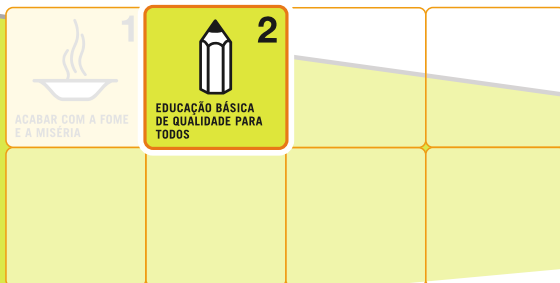 1
ACABAR COM A FOME
E A MISÉRIA
2
EDUCAÇÃO BÁSICA
DE QUALIDADE PARA
TODOS